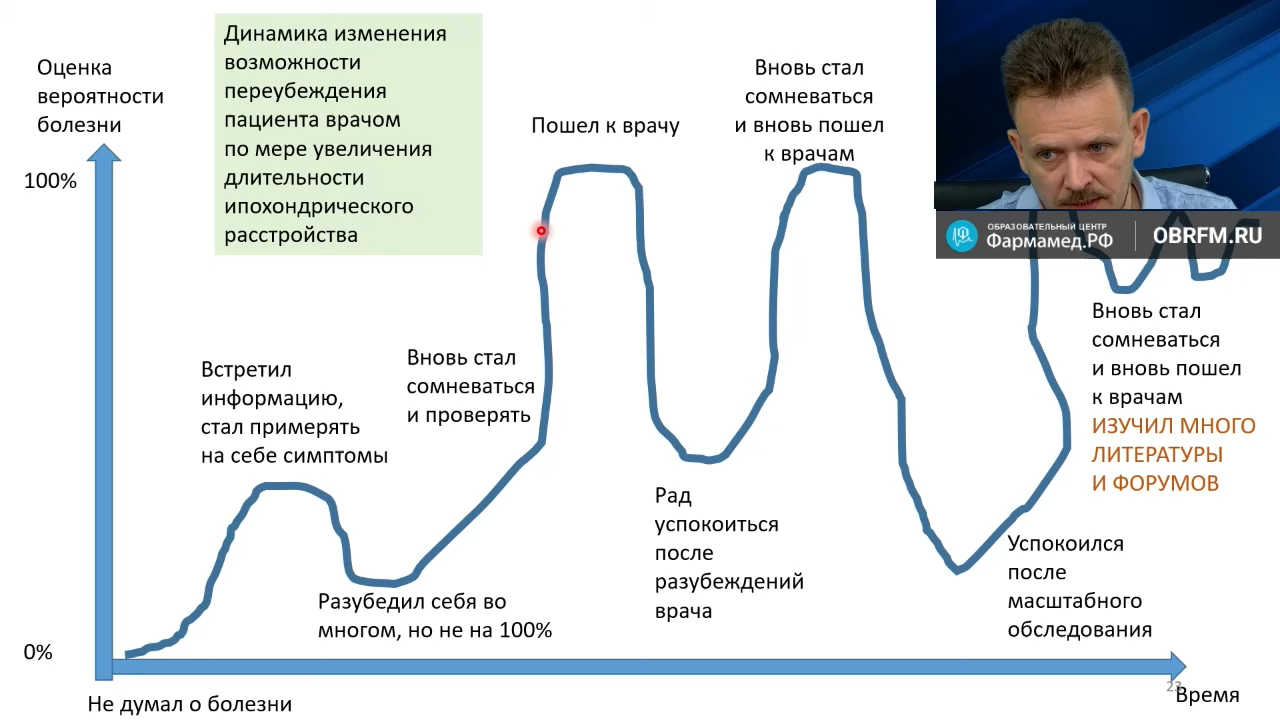 Динамика изменения
возможности
переубеждения
пациента врачом
по мере увеличения
длительности
ипохондрического
расстройства
Оценка
вероятности
болезни
100%
Пошел к врачу
Вновь стал
сомневаться
и вновь пошел
к врачам
ОБРАЗОВАТЕЛЬНЫЙ ЦЕНТР
Фармамед.РФ
OBRFM.RU
Встретил
информацию,
стал примерять
на себе симптомы
Вновь стал
сомневаться
и проверять
Вновь стал
сомневаться
и вновь пошел
к врачам
ИЗУЧИЛ МНОГО
ЛИТЕРАТУРЫ
И ФОРУМОВ
Рад
успокоиться
после
разубеждений
врача
Успокоился
после
масштабного
обследования
Разубедил себя во
многом, но не на 100%
0%
Не думал о болезни
23
Время